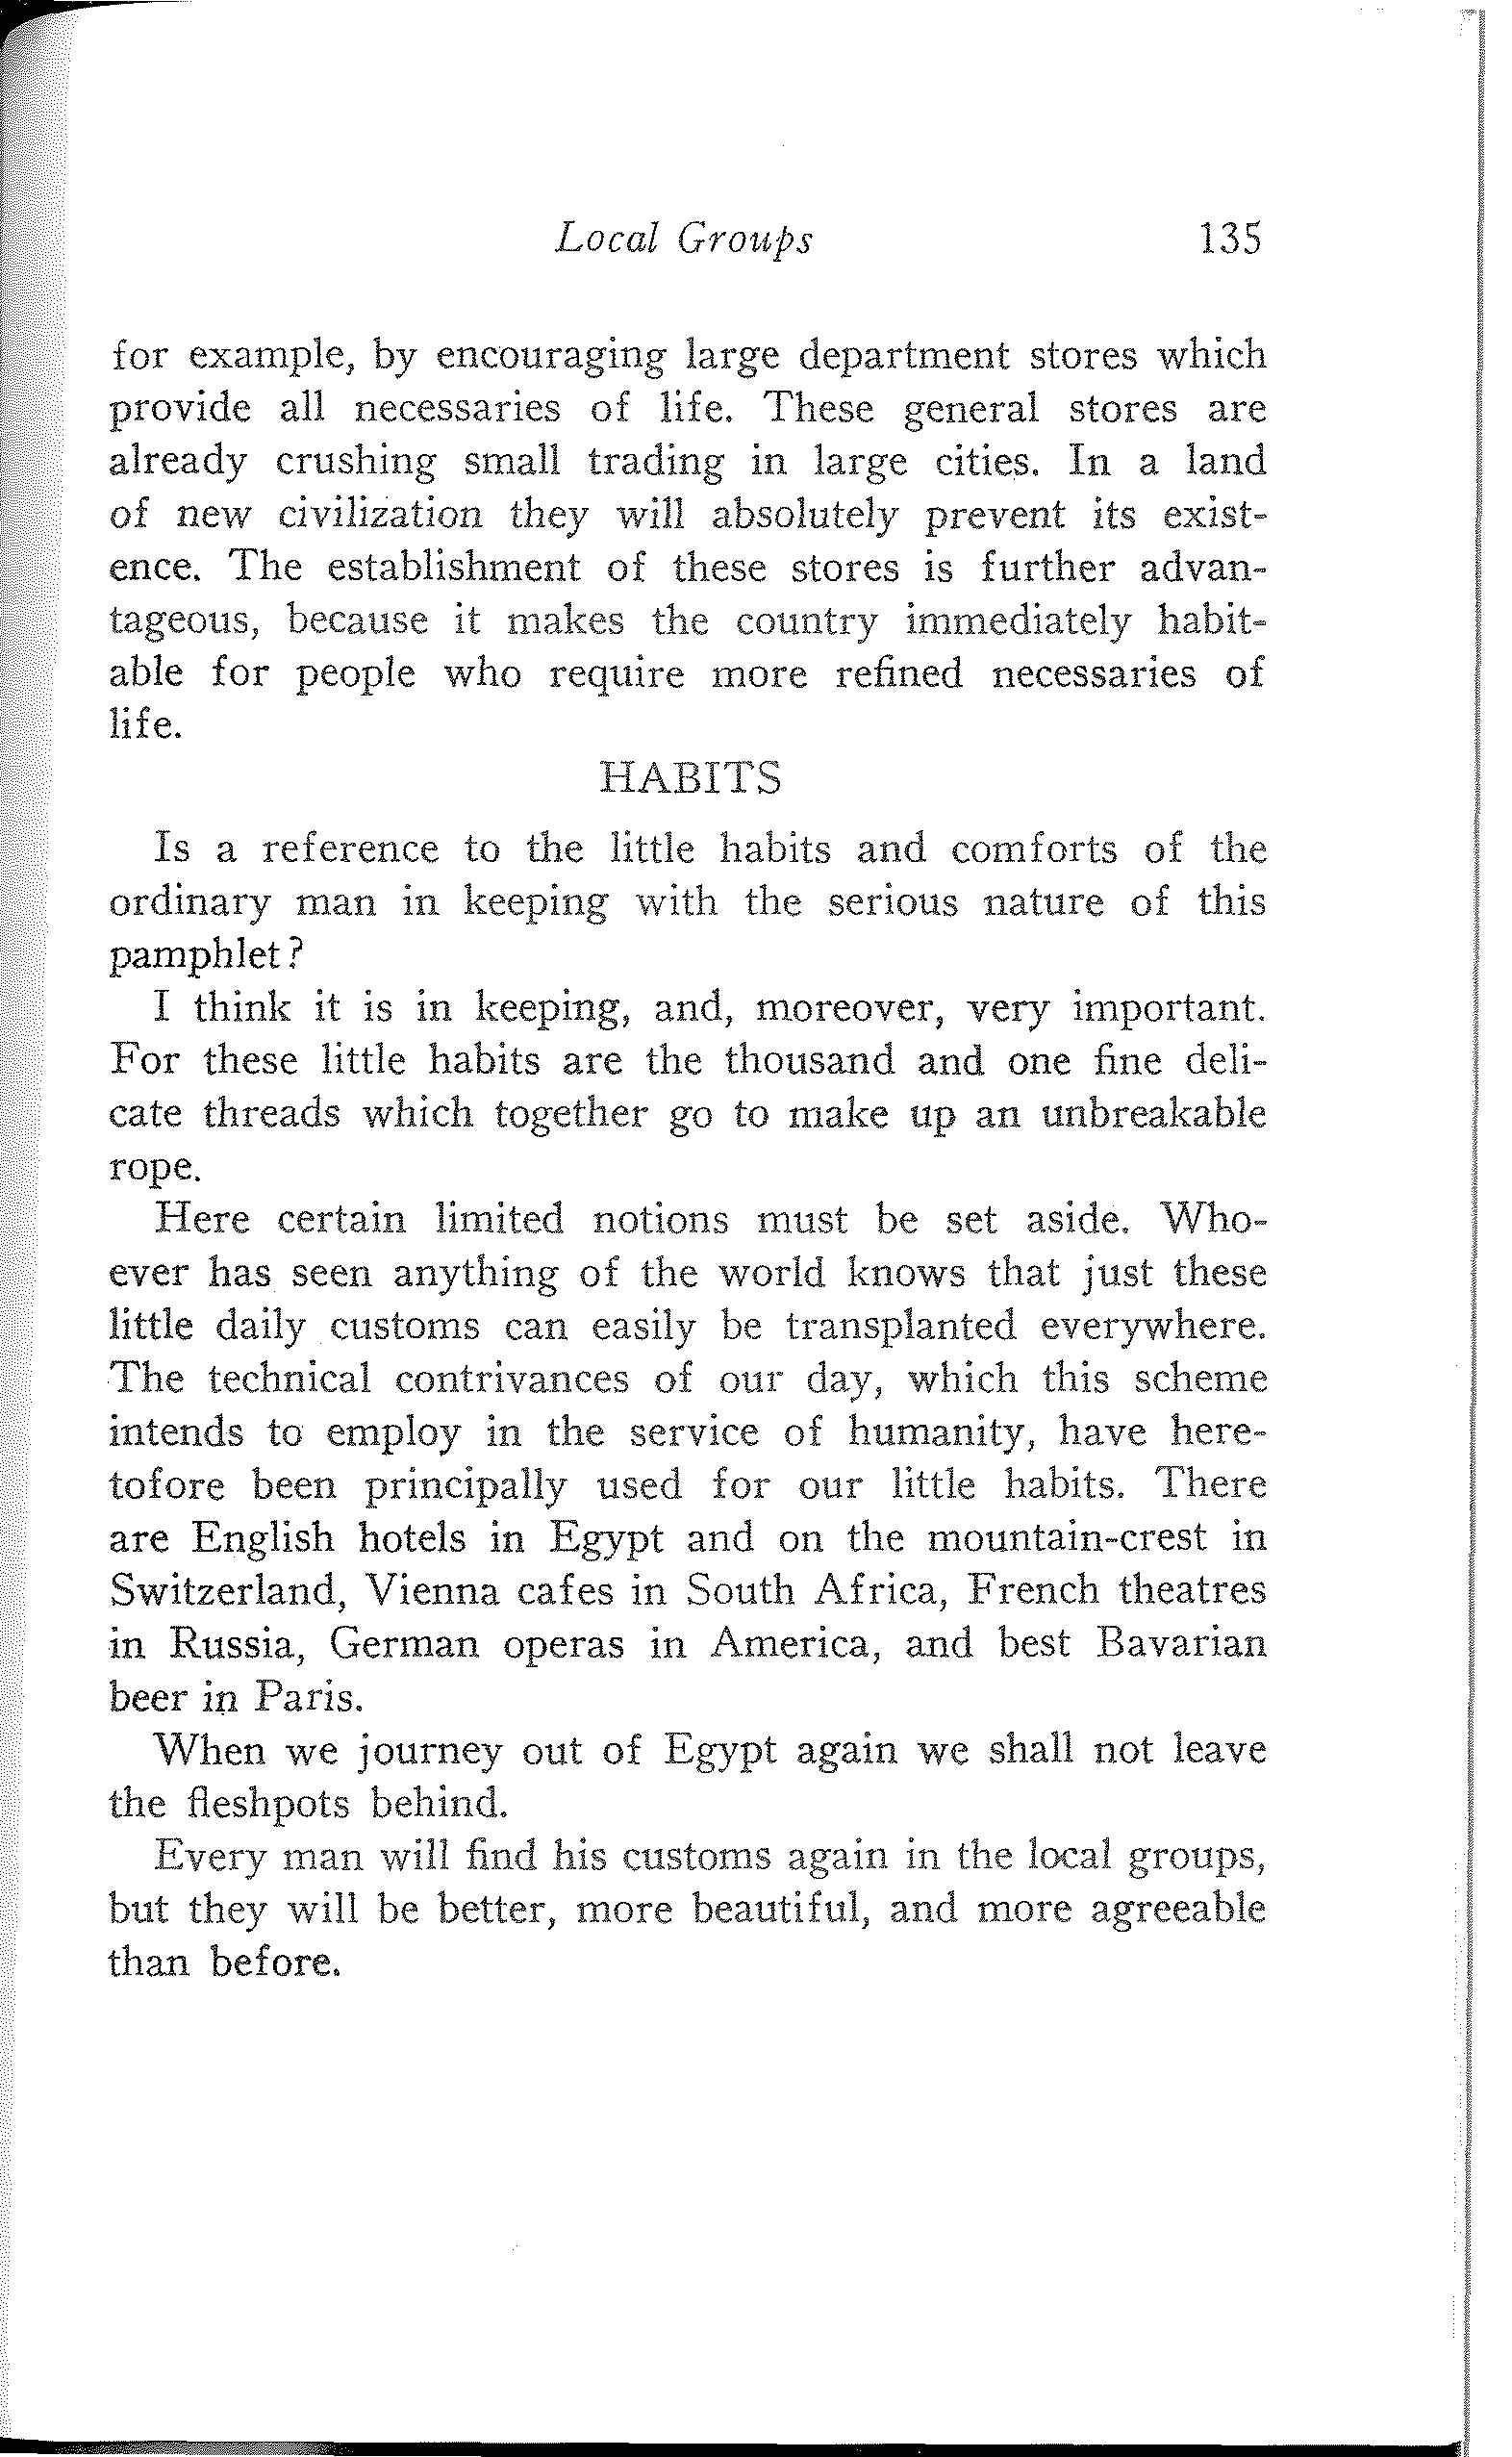 Local Groups 135
for example, by encouraging large department stores which
provide all necessaries of life. These general stores are
already crushing small trading in large cities. In a land
of new civilization they will absolutely prevent its exist-
ence. The establishment of these stores is further advan-
tageous, because it makes the country immediately habit-
able for people who require more refined necessaries of
life.
HABITS
Is a reference to the little habits and comforts of the
ordinary man in keeping with the serious nature of this
pamphlet?
I think it is in keeping, and, moreover, very important.
For these little habits are the thousand and one fine deli-
cate threads which together go to make up an unbreakable
rope.
Here certain limited notions must be set aside. Who-
ever has seen anything of the world knows that just these
little daily customs can easily be transplanted everywhere.
The technical contrivances of our day, which this scheme
intends to employ in the service of humanity, have here-
tofore been principally used for our little habits. There
are English hotels in Egypt and on the mountain-crest in
Switzerland, Vienna cafes in South Africa, French theatres
in Russia, German operas in America, and best Bavarian
beer in Paris.
When we journey out of Egypt again we shall not leave
the fleshpots behind.
Every man will find his customs again in the local groups,
but they will be better, more beautiful, and more agreeable
than before.